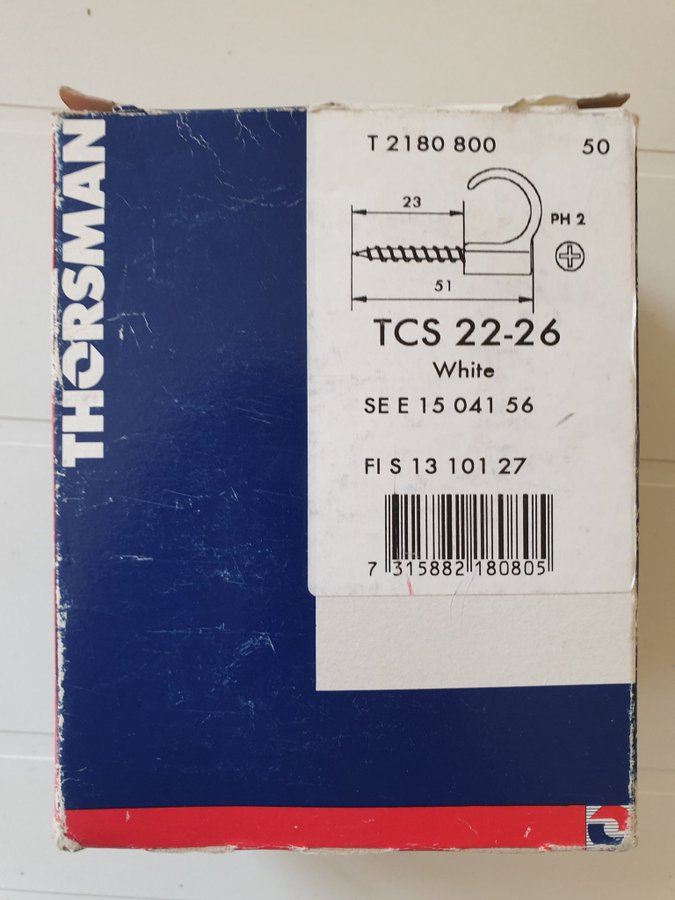 THORSMAN
T 2180 800 50
23
PH 2
51
TCS 22-26
White
SE E 15 041 56
FI S 13 101 27
7 315882 180805